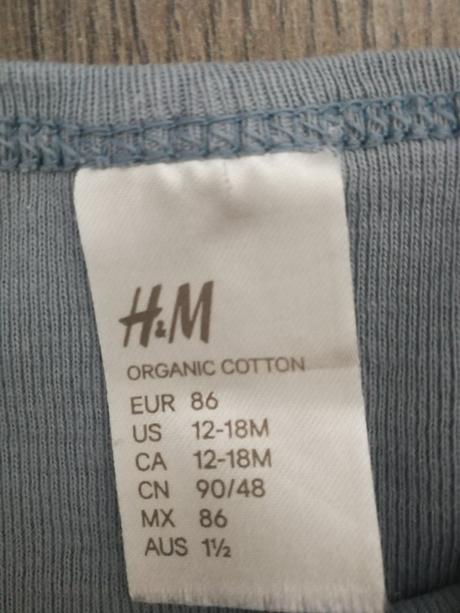 H&M
ORGANIC COTTON
EUR 86
US 12-18M
CA 12-18M
CN 90/48
MX 86
AUS 1½